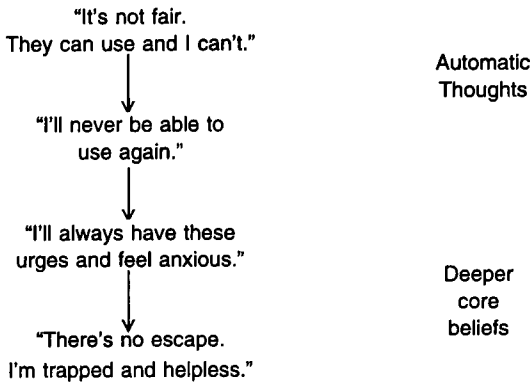 “It's not fair.
They can use and I can't.”
Automatic
Thoughts
“I'll never be able to
use again.”
“I'll always have these
urges and feel anxious.”
Deeper
core
beliefs
“There's no escape.
I'm trapped and helpless.”